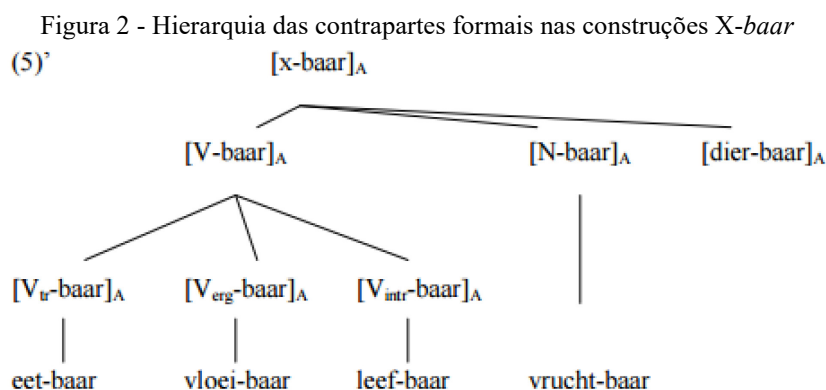 Figura 2 - Hierarquia das contrapartes formais nas construções X-baar
(5)’ [x-baar]A
[V-baar]A [N-baar]A [dier-baar]A
[Vtr-baar]A [Verg-baar]A [Vintr-baar]A
eet-baar vloei-baar leef-baar vrucht-baar